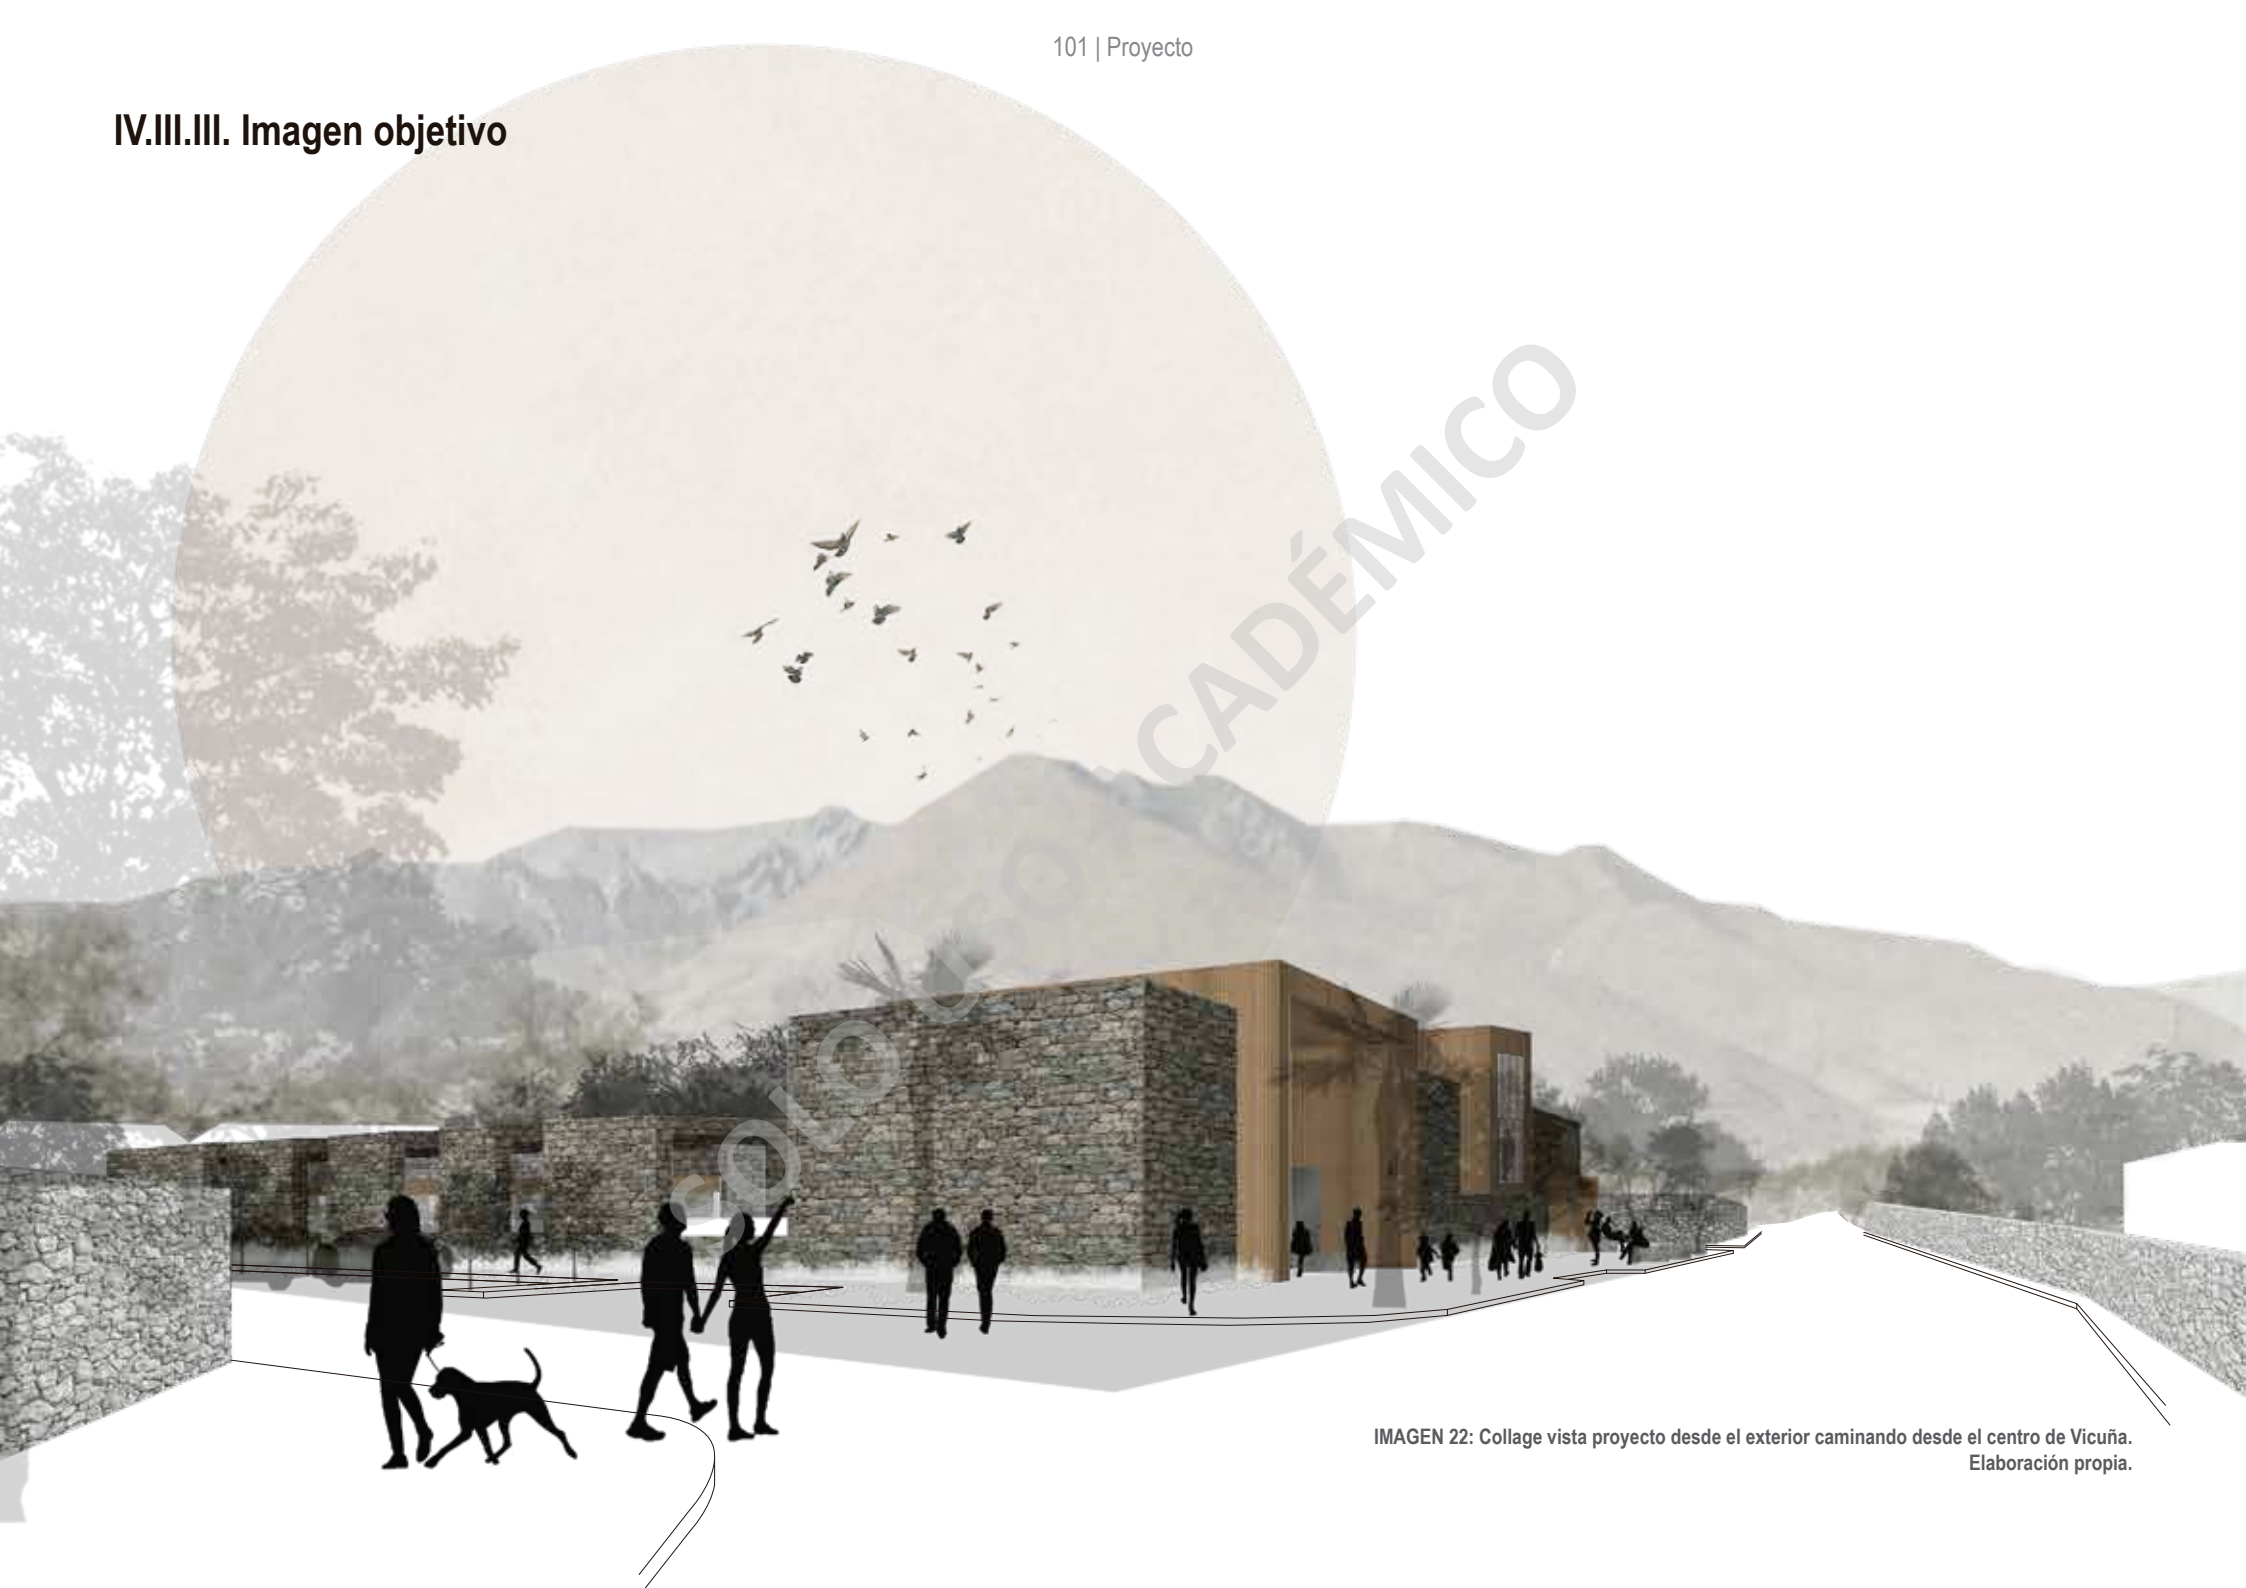 101 | Proyecto
IV.III.III. Imagen objetivo
SOLO USO ACADÉMICO
IMAGEN 22: Collage vista proyecto desde el exterior caminando desde el centro de Vicuña.
Elaboración propia.